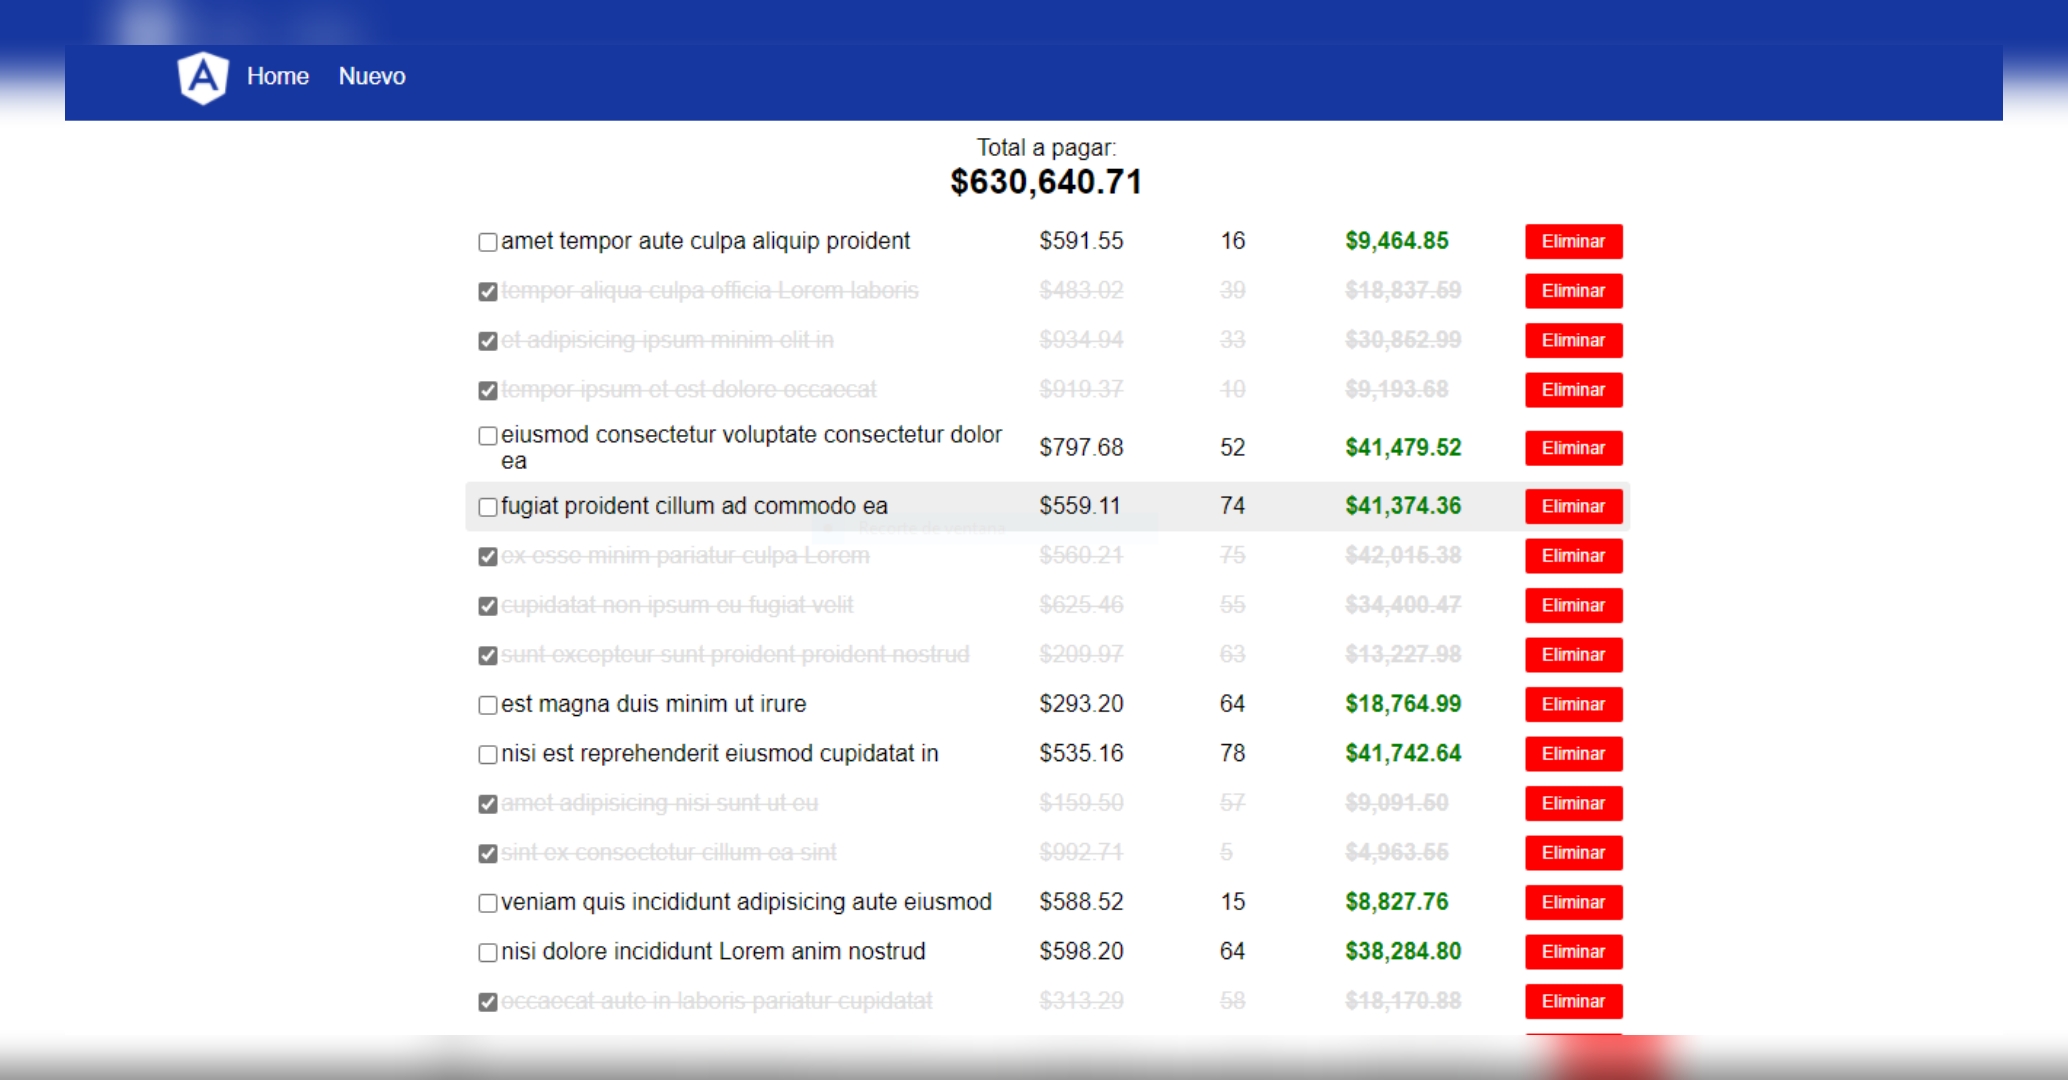 A Home Nuevo
Total a pagar:
$630,640.71
amet tempor aute culpa aliquip proident $591.55 16 $9,464.85 Eliminar
tempor aliqua culpa officia Lorem laboris $483.02 39 $18,837.59 Eliminar
et adipisicing ipsum minim elit in $934.94 33 $30,852.99 Eliminar
tempor ipsum et est dolore occaecat $919.37 10 $9,193.68 Eliminar
eiusmod consectetur voluptate consectetur dolor
ea $797.68 52 $41,479.52 Eliminar
fugiat proident cillum ad commodo ea $559.11 74 $41,374.36 Eliminar
Recorte de ventana
ex esse minim pariatur culpa Lorem $560.21 75 $42,015.38 Eliminar
cupidatat non ipsum eu fugiat velit $625.46 55 $34,400.47 Eliminar
sunt excepteur sunt proident proident nostrud $209.97 63 $13,227.98 Eliminar
est magna duis minim ut irure $293.20 64 $18,764.99 Eliminar
nisi est reprehenderit eiusmod cupidatat in $535.16 78 $41,742.64 Eliminar
amet adipisicing nisi sunt ut eu $159.50 57 $9,091.50 Eliminar
sint ex consectetur cillum ea sint $992.71 5 $4,963.55 Eliminar
veniam quis incididunt adipisicing aute eiusmod $588.52 15 $8,827.76 Eliminar
nisi dolore incididunt Lorem anim nostrud $598.20 64 $38,284.80 Eliminar
occaecat aute in laboris pariatur cupidatat $313.29 58 $18,170.88 Eliminar